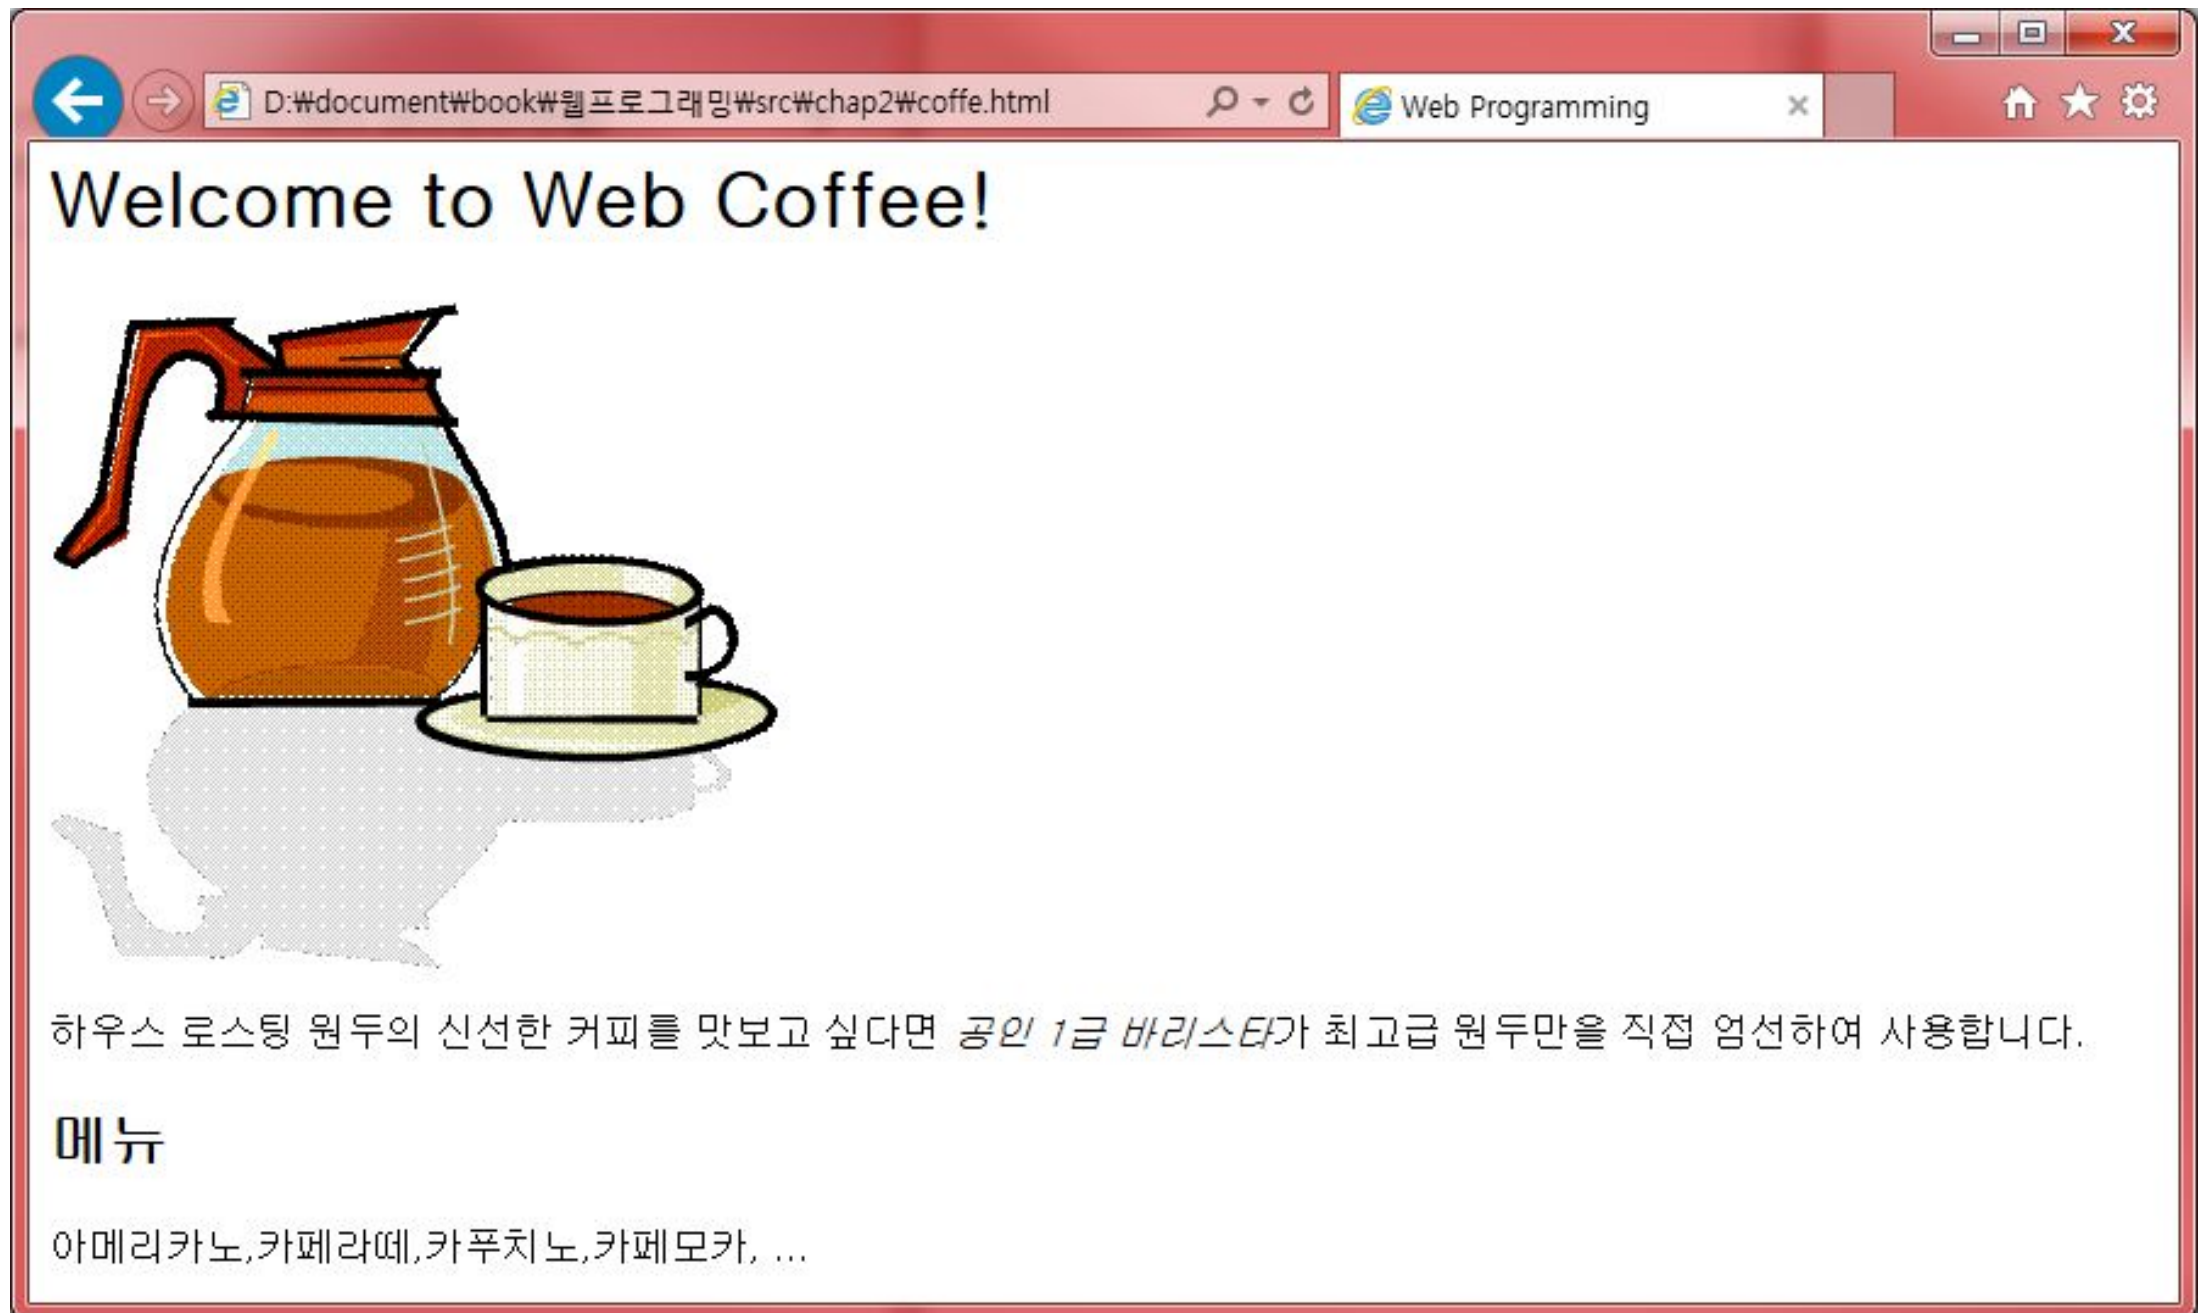 D:₩document₩book₩웹프로그래밍₩src₩chap2₩coffe.html
Web Programming
Welcome to Web Coffee!
하우스 로스팅 원두의 신선한 커피를 맛보고 싶다면 공인 1급 바리스타가 최고급 원두만을 직접 엄선하여 사용합니다.
메뉴
아메리카노,카페라떼,카푸치노,카페모카, ...